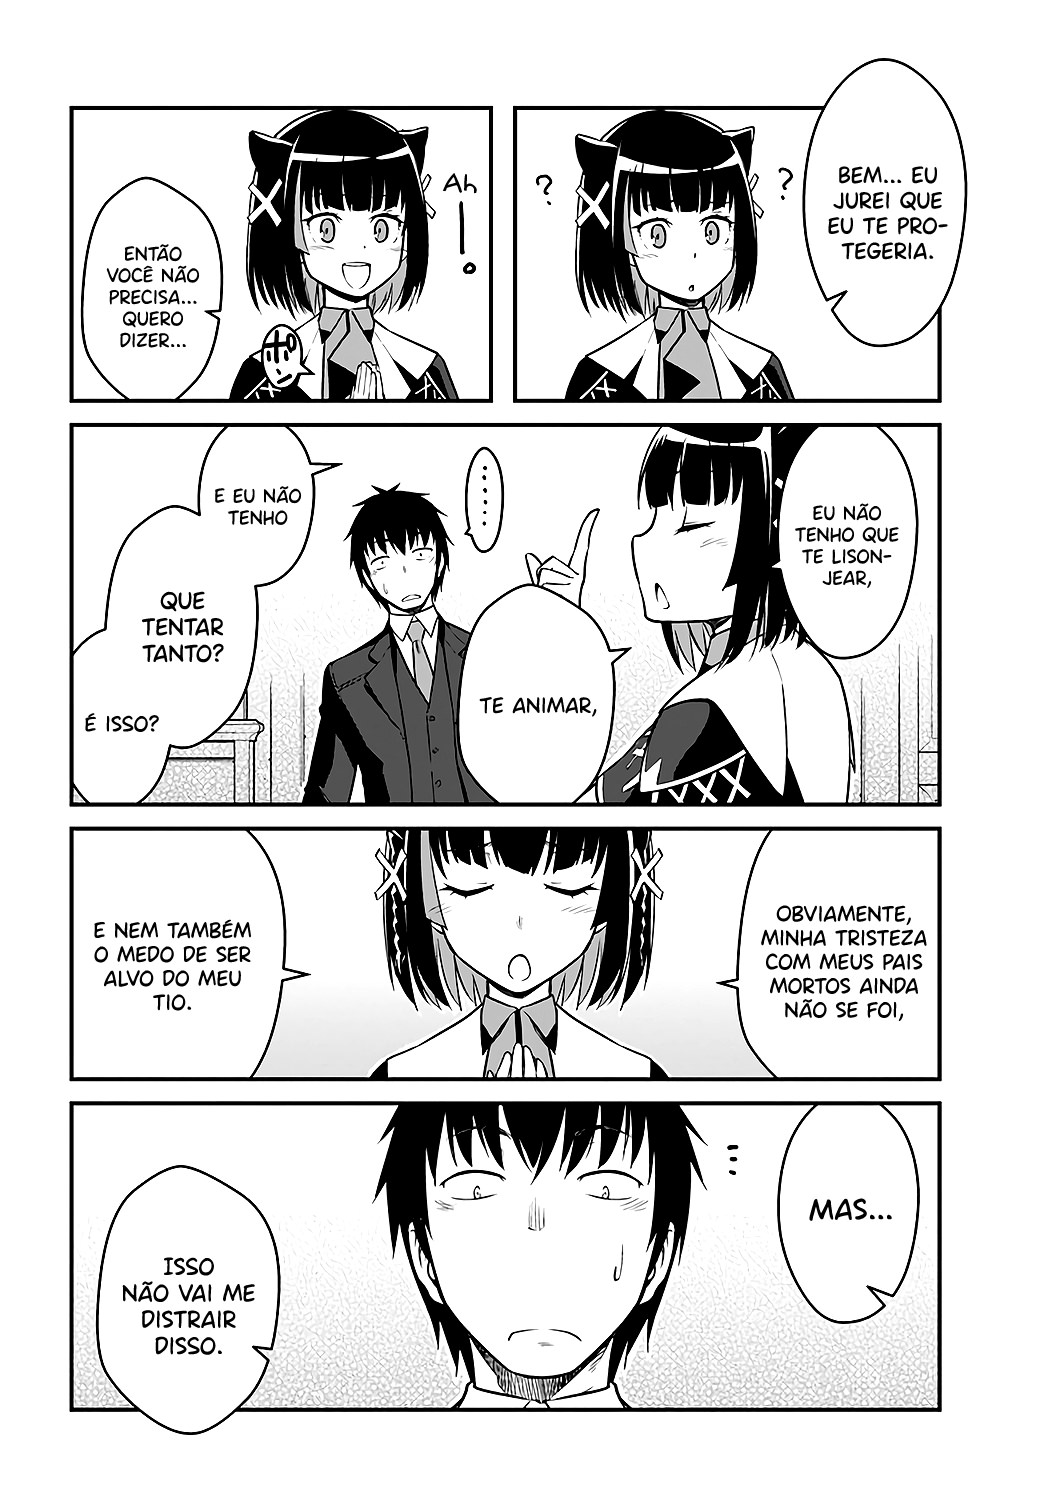 BEM... EU
JUREI QUE
EU TE PRO-
TEGERIA.
?
?
Ah
ENTÃO
VOCÊ NÃO
PRECISA...
QUERO
DIZER...
EU NÃO
TENHO QUE
TE LISON-
JEAR,
TE ANIMAR,
......
E EU NÃO
TENHO
QUE
TENTAR
TANTO?
É ISSO?
OBVIAMENTE,
MINHA TRISTEZA
COM MEUS PAIS
MORTOS AINDA
NÃO SE FOI,
E NEM TAMBÉM
O MEDO DE SER
ALVO DO MEU
TIO.
MAS...
ISSO
NÃO VAI ME
DISTRAIR
DISSO.